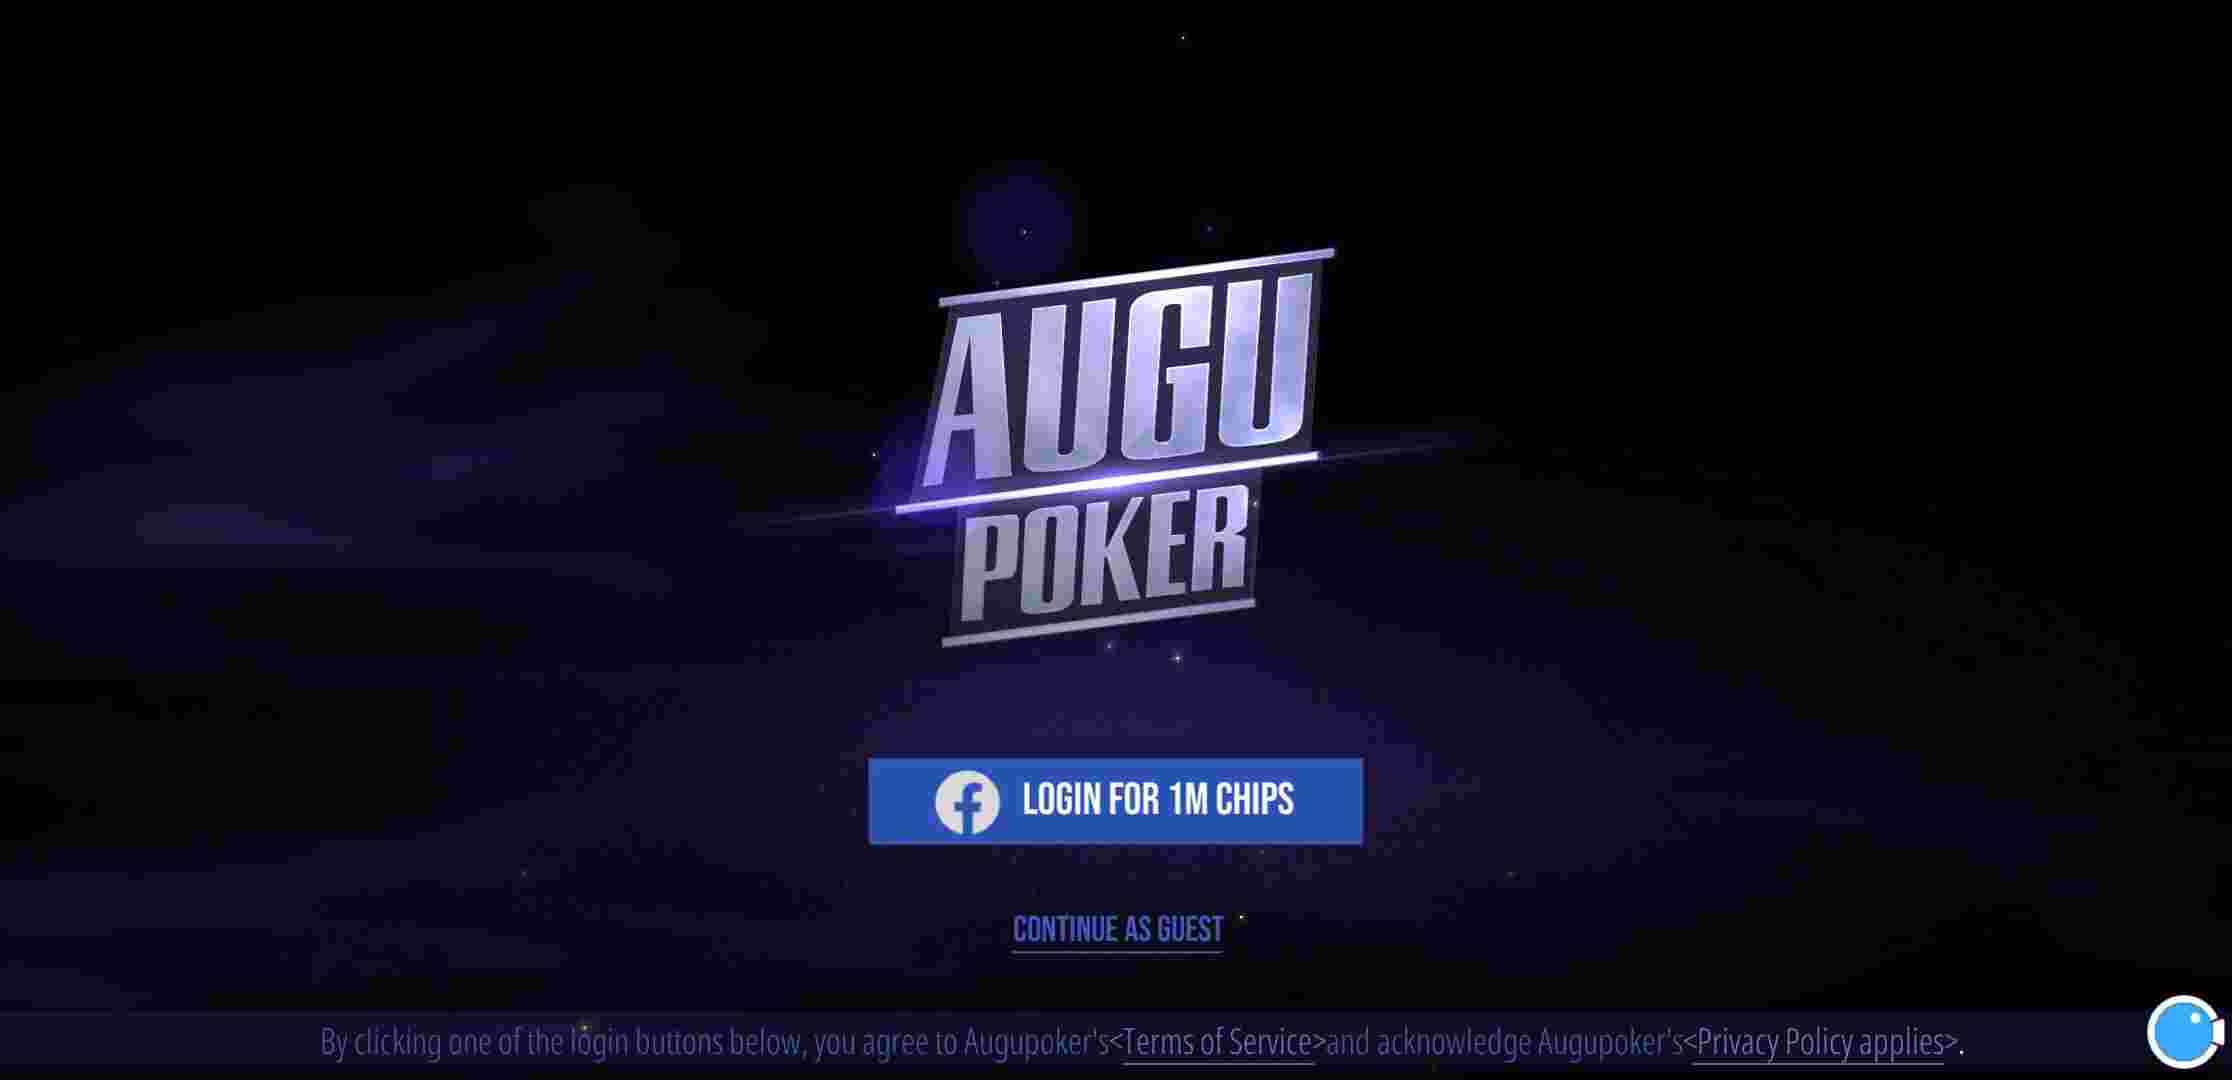 AUGU
POKER
LOGIN FOR 1M CHIPS
CONTINUE AS GUEST
By clicking one of the login buttons below, you agree to Augupoker's<Terms of Service>and acknowledge Augupoker's<Privacy Policy applies>.